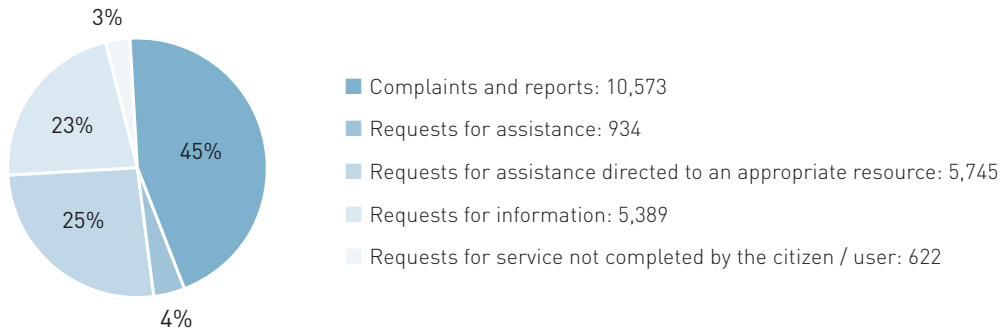 3%
23%
45%
25%
4%
Complaints and reports: 10,573
Requests for assistance: 934
Requests for assistance directed to an appropriate resource: 5,745
Requests for information: 5,389
Requests for service not completed by the citizen / user: 622